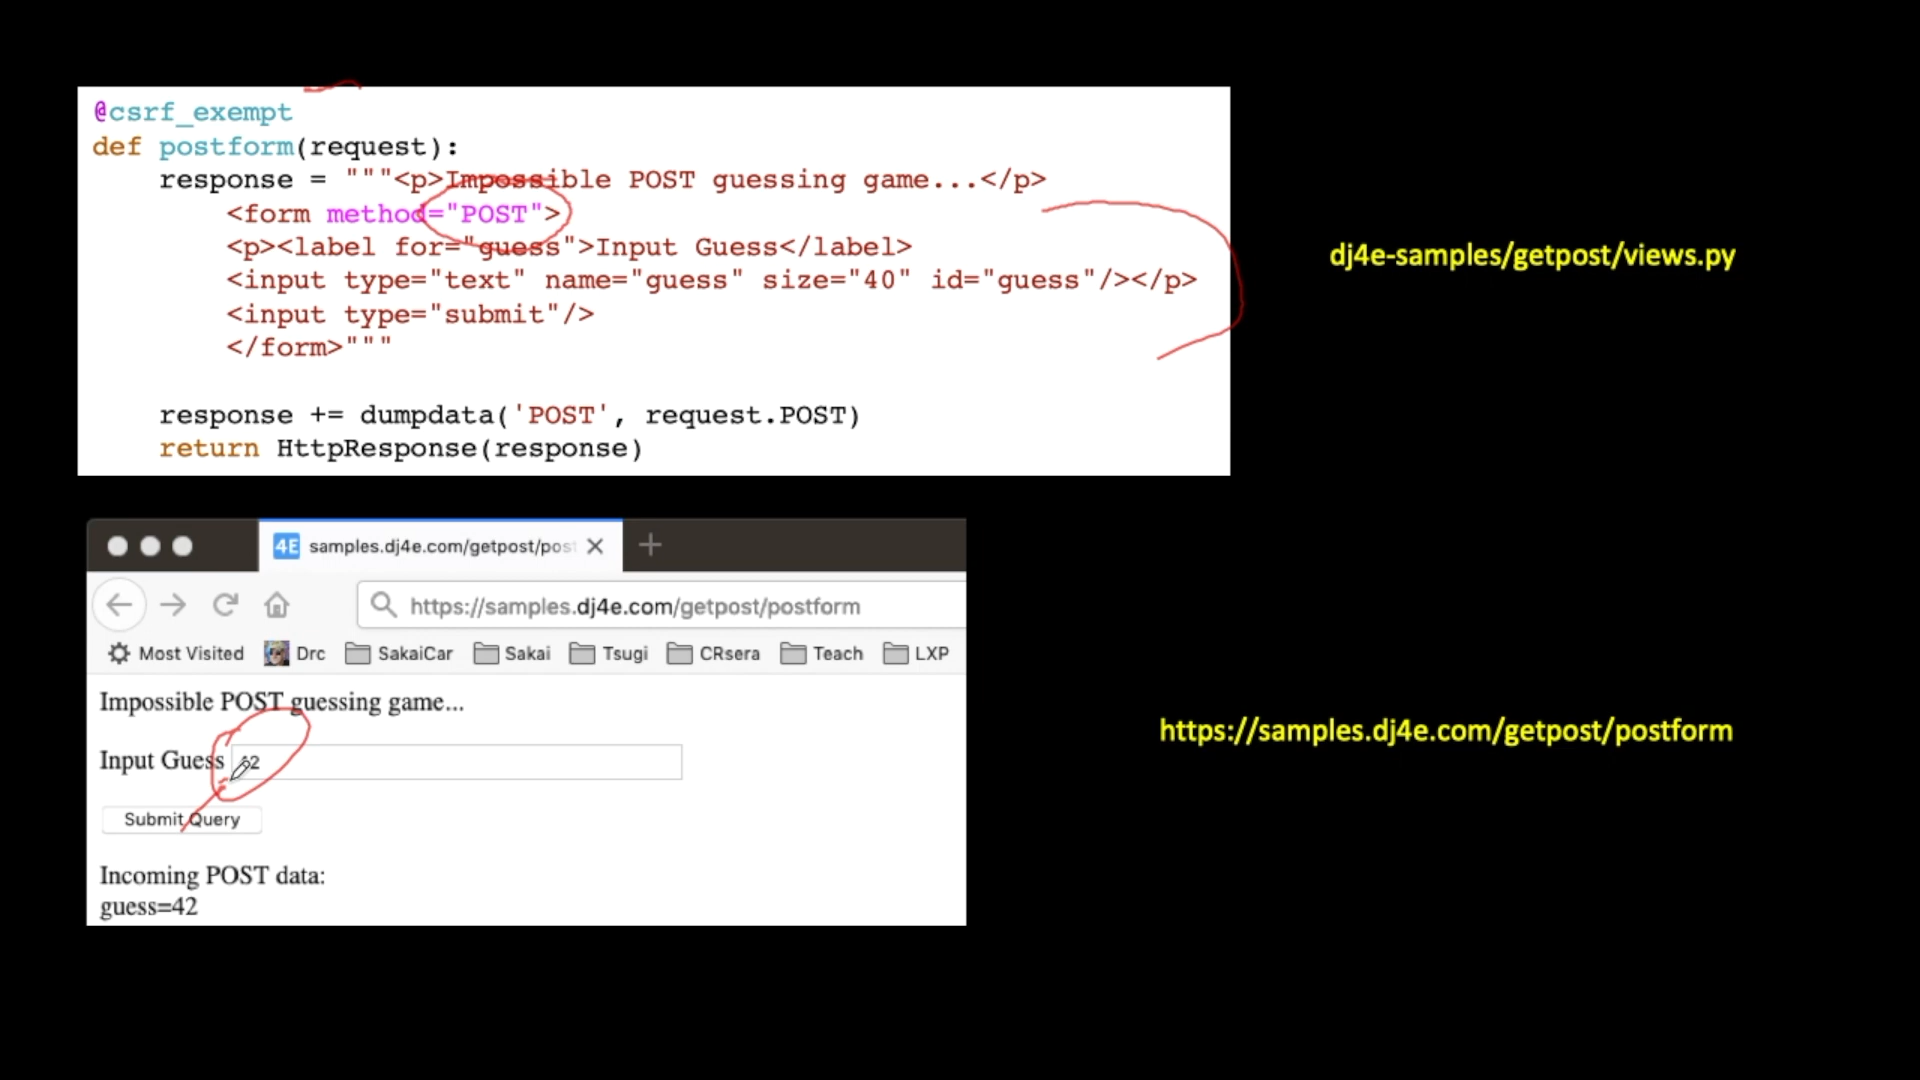 @csrf_exempt
def postform(request):
    response = """<p>Impossible POST guessing game...</p>
        <form method="POST">
        <p><label for="guess">Input Guess</label>
        <input type="text" name="guess" size="40" id="guess"/></p>
        <input type="submit"/>
        </form>"""
    response += dumpdata('POST', request.POST)
    return HttpResponse(response)
dj4e-samples/getpost/views.py
4E samples.dj4e.com/getpost/post
https://samples.dj4e.com/getpost/postform
Most Visited Drc SakaiCar Sakai Tsugi CRsera Teach LXP
Impossible POST guessing game...
Input Guess
Submit Query
Incoming POST data:
guess=42
https://samples.dj4e.com/getpost/postform